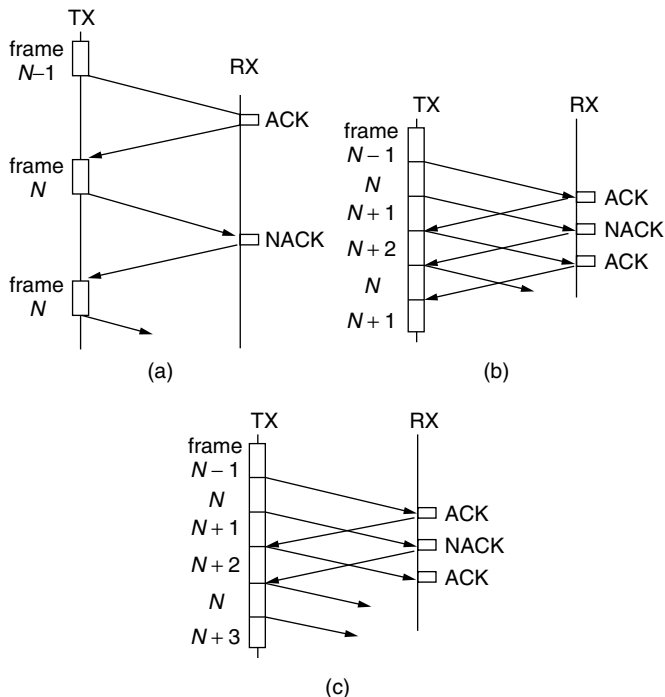 TX
frame
N–1
RX
ACK
frame
N
NACK
frame
N
(a)
TX
RX
frame
N – 1
N
ACK
N + 1
NACK
N + 2
ACK
N
N + 1
(b)
TX
RX
frame
N – 1
N
ACK
N + 1
NACK
N + 2
ACK
N
N + 3
(c)